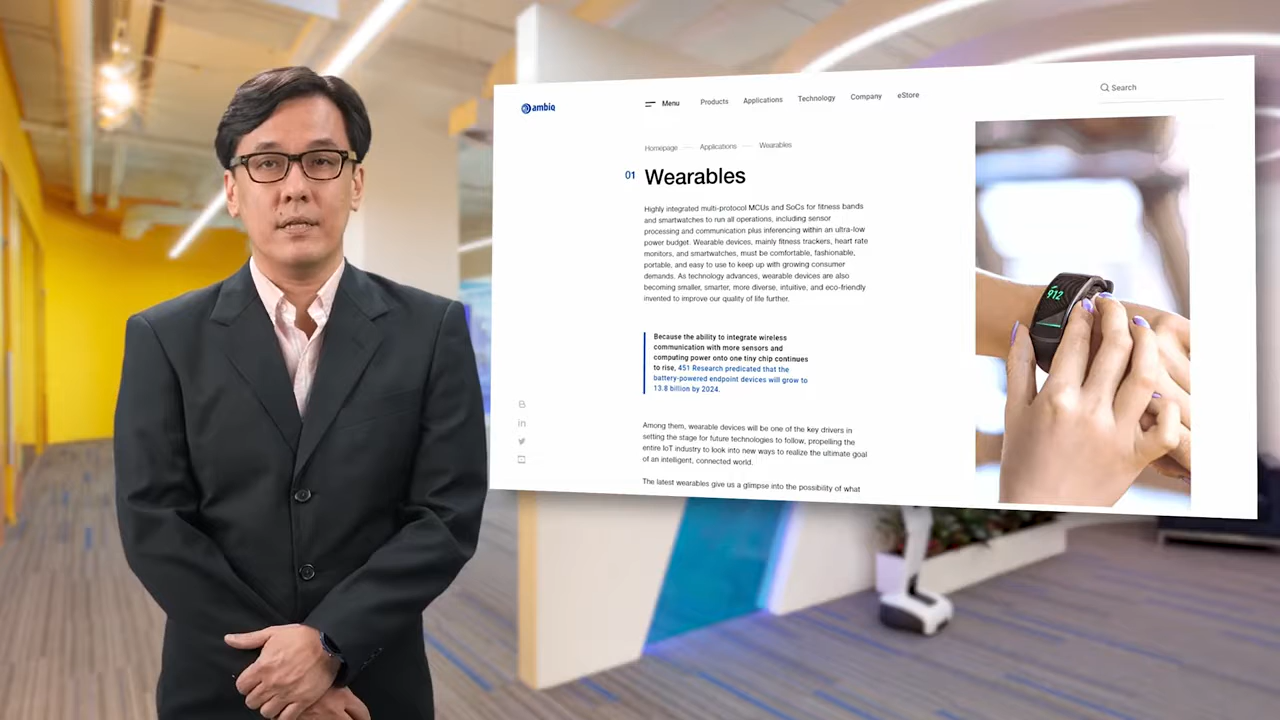 ambiq
Menu Products Applications Technology Company eStore
Search
Homepage — Applications — Wearables
01 Wearables
Highly integrated multi-protocol MCUs and SoCs for fitness bands
and smartwatches to run all operations, including sensor
processing and communication plus inferencing within an ultra-low
power budget. Wearable devices, mainly fitness trackers, heart rate
monitors, and smartwatches, must be comfortable, fashionable,
portable, and easy to use to keep up with growing consumer
demands. As technology advances, wearable devices are also
becoming smaller, smarter, more diverse, intuitive, and eco-friendly
invented to improve our quality of life further.
Because the ability to integrate wireless
communication with more sensors and
computing power onto one tiny chip continues
to rise, 451 Research predicated that the
battery-powered endpoint devices will grow to
13.8 billion by 2024.
in
Among them, wearable devices will be one of the key drivers in
setting the stage for future technologies to follow, propelling the
entire IoT industry to look into new ways to realize the ultimate goal
of an intelligent, connected world.
The latest wearables give us a glimpse into the possibility of what
912